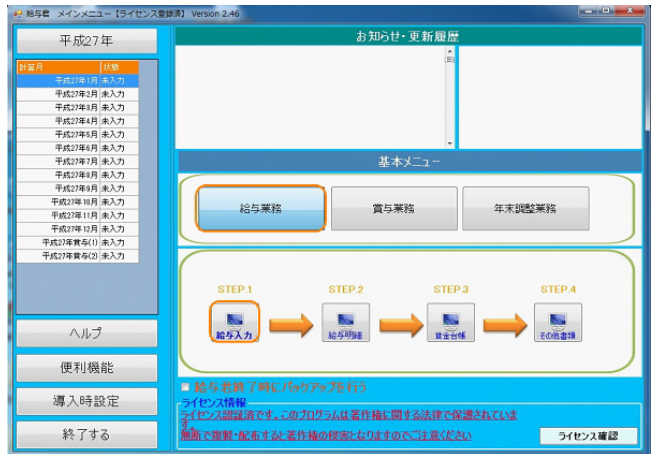 給与君 メインメニュー【ライセンス登録済】 Version 2.46
平成27年
お知らせ・更新履歴
計算月 状態
平成27年1月 未入力
平成27年2月 未入力
平成27年3月 未入力
平成27年4月 未入力
平成27年5月 未入力
平成27年6月 未入力
平成27年7月 未入力
平成27年8月 未入力
平成27年9月 未入力
平成27年10月 未入力
平成27年11月 未入力
平成27年12月 未入力
平成27年賞与(1) 未入力
平成27年賞与(2) 未入力
基本メニュー
給与業務 賞与業務 年末調整業務
STEP.1 STEP.2 STEP.3 STEP.4
給与入力 給与明細 賃金台帳 その他書類
ヘルプ
便利機能
導入時設定
終了する
給与君終了時にバックアップを行う
ライセンス情報
ライセンス認証済です。このプログラムは著作権に関する法律で保護されていま
す。
無断で複製・配布すると著作権の侵害となりますのでご注意ください
ライセンス確認